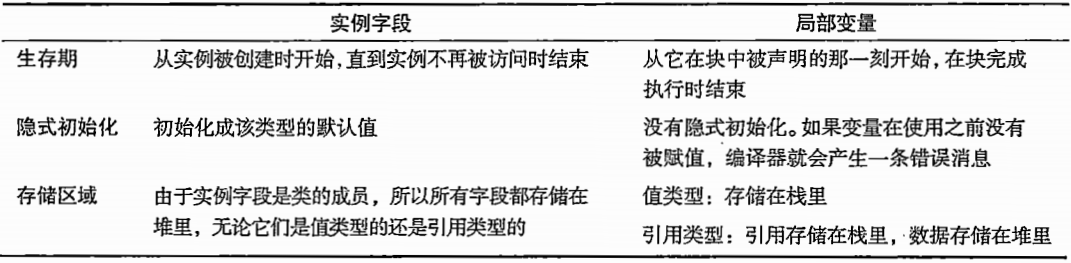 实例字段 局部变量
生存期 从实例被创建时开始,直到实例不再被访问时结束 从它在块中被声明的那一刻开始,在块完成
执行时结束
隐式初始化 初始化成该类型的默认值 没有隐式初始化。如果变量在使用之前没有
被赋值,编译器就会产生一条错误消息
存储区域 由于实例字段是类的成员,所以所有字段都存储在 值类型:存储在栈里
堆里,无论它们是值类型的还是引用类型的
引用类型:引用存储在栈里,数据存储在堆里